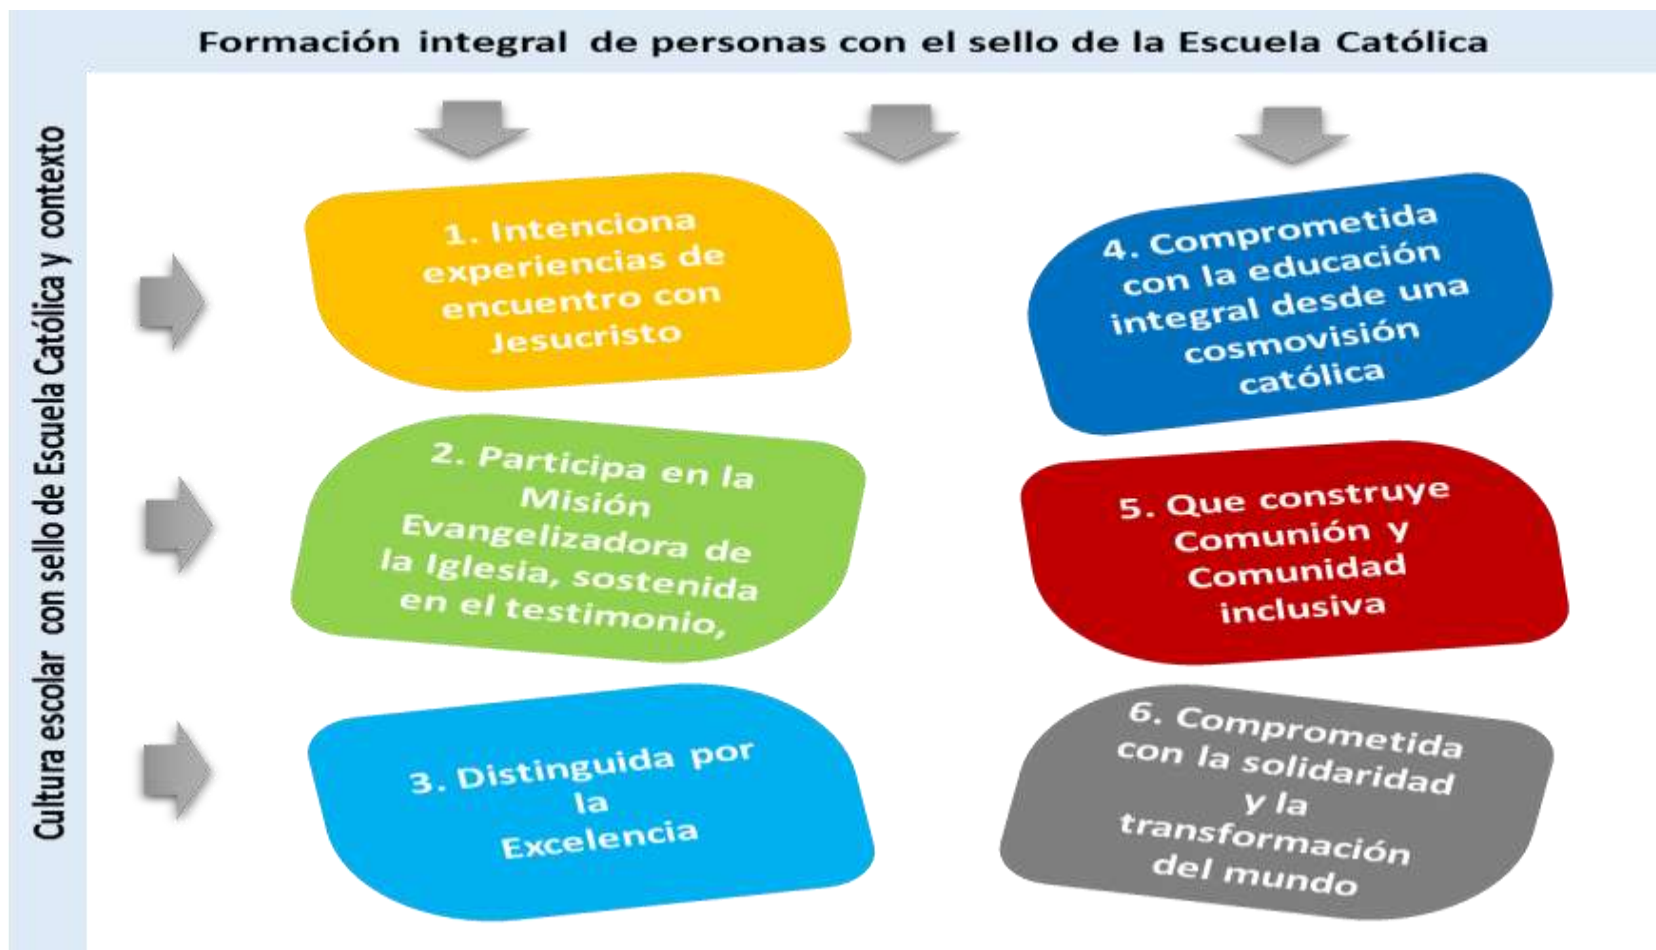 Formación integral de personas con el sello de la Escuela Católica
Cultura escolar con sello de Escuela Católica y contexto
1. Intenciona
experiencias de
encuentro con
Jesucristo
2. Participa en la
Misión
Evangelizadora de
la Iglesia, sostenida
en el testimonio,
3. Distinguida por
la
Excelencia
4. Comprometida
con la educación
integral desde una
cosmovisión
católica
5. Que construye
Comunión y
Comunidad
inclusiva
6. Comprometida
con la solidaridad
y la
transformación
del mundo